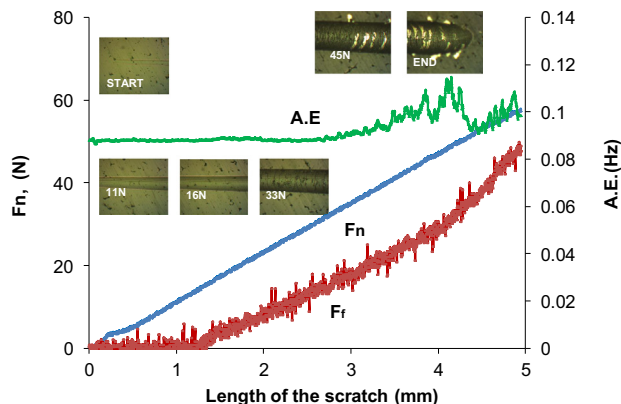 80
60
40
20
0
Fn, (N)
0.14
0.12
0.1
0.08
0.06
0.04
0.02
0
A.E.(Hz)
START
45N
END
A.E
11N
16N
33N
Fn
Ff
0
1
2
3
4
5
Length of the scratch (mm)